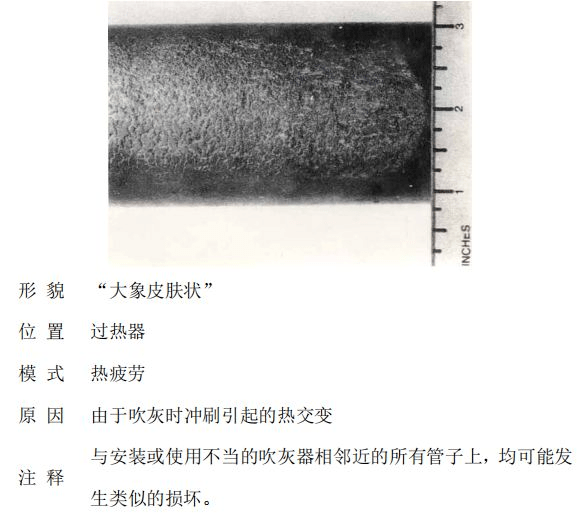 3
2
1
INCHES
形 貌 “大象皮肤状”
位 置 过热器
模 式 热疲劳
原 因 由于吹灰时冲刷引起的热交变
注 释 与安装或使用不当的吹灰器相邻近的所有管子上，均可能发
生类似的损坏。